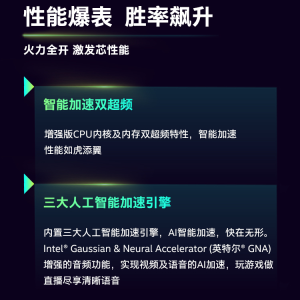 性能爆表 胜率飙升
火力全开 激发芯性能
智能加速双超频
增强版CPU内核及内存双超频特性，智能加速
性能如虎添翼
三大人工智能加速引擎
内置三大人工智能加速引擎，AI智能加速，快在无形。
Intel® Gaussian & Neural Accelerator (英特尔® GNA)
增强的音频功能，实现视频及语音的AI加速，玩游戏做
直播尽享清晰语音